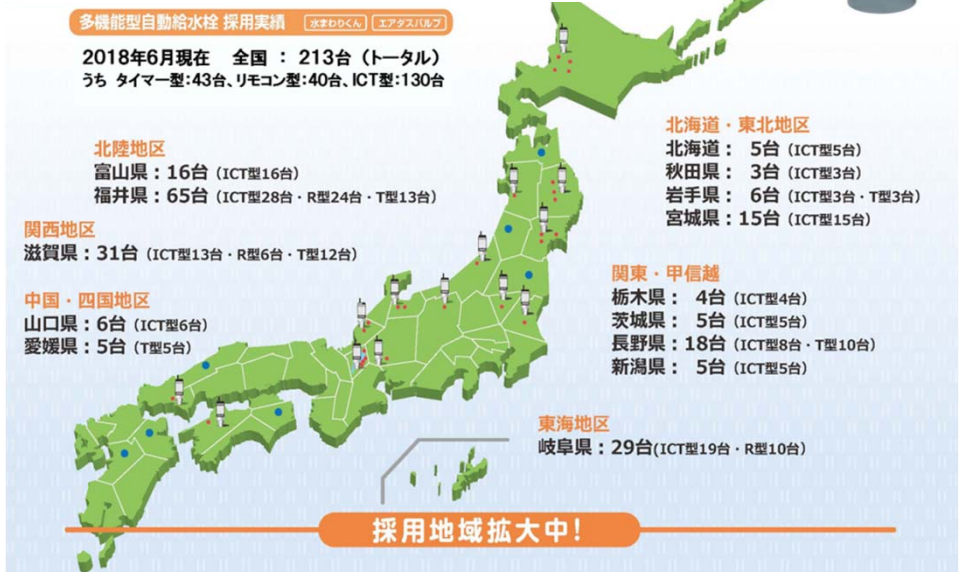 多機能型自動給水栓 採用実績 水まわりくん エアダスバルブ
2018年6月現在 全国 : 213台（トータル）
うち タイマー型:43台、リモコン型:40台、ICT型:130台
北陸地区
富山県：16台（ICT型16台）
福井県：65台（ICT型28台・R型24台・T型13台）
関西地区
滋賀県：31台（ICT型13台・R型6台・T型12台）
中国・四国地区
山口県：6台（ICT型6台）
愛媛県：5台（T型5台）
北海道・東北地区
北海道： 5台（ICT型5台）
秋田県： 3台（ICT型3台）
岩手県： 6台（ICT型3台・T型3台）
宮城県：15台（ICT型15台）
関東・甲信越
栃木県： 4台（ICT型4台）
茨城県： 5台（ICT型5台）
長野県：18台（ICT型8台・T型10台）
新潟県： 5台（ICT型5台）
東海地区
岐阜県：29台(ICT型19台・R型10台）
採用地域拡大中!